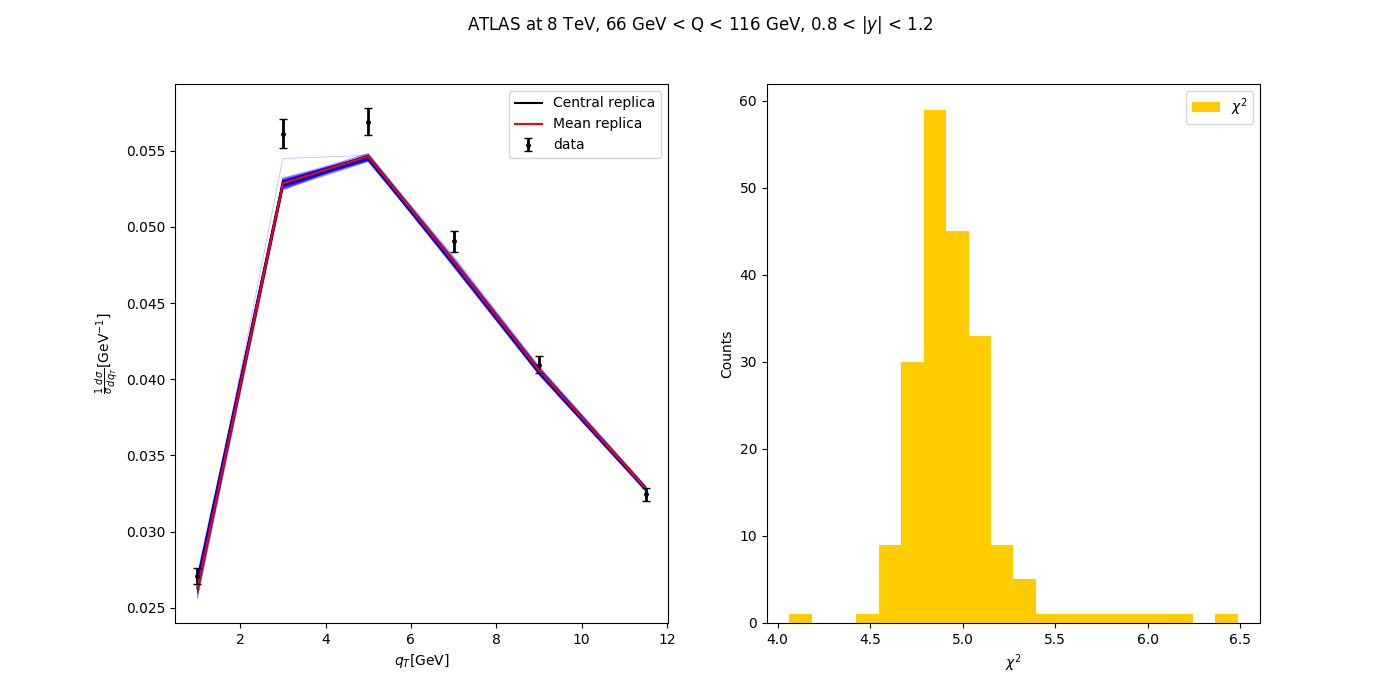 ATLAS at 8 TeV, 66 GeV < Q < 116 GeV, 0.8 < |y| < 1.2
Central replica
Mean replica
data
0.055
0.050
0.045
0.040
0.035
0.030
0.025
1/σ dσ/dq_T [GeV⁻¹]
2 4 6 8 10 12
q_T[GeV]
χ²
60
50
40
30
20
10
0
Counts
4.0 4.5 5.0 5.5 6.0 6.5
χ²